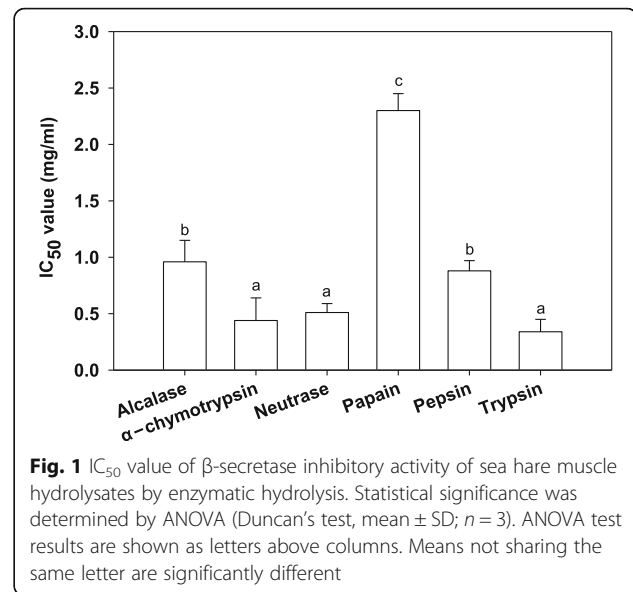 3.0
2.5
2.0
1.5
1.0
0.5
0.0
IC50 value (mg/ml)
b
a
a
c
b
a
Alcalase
α−chymotrypsin
Neutrase
Papain
Pepsin
Trypsin
Fig. 1 IC50 value of β-secretase inhibitory activity of sea hare muscle
hydrolysates by enzymatic hydrolysis. Statistical significance was
determined by ANOVA (Duncan's test, mean ± SD; n = 3). ANOVA test
results are shown as letters above columns. Means not sharing the
same letter are significantly different